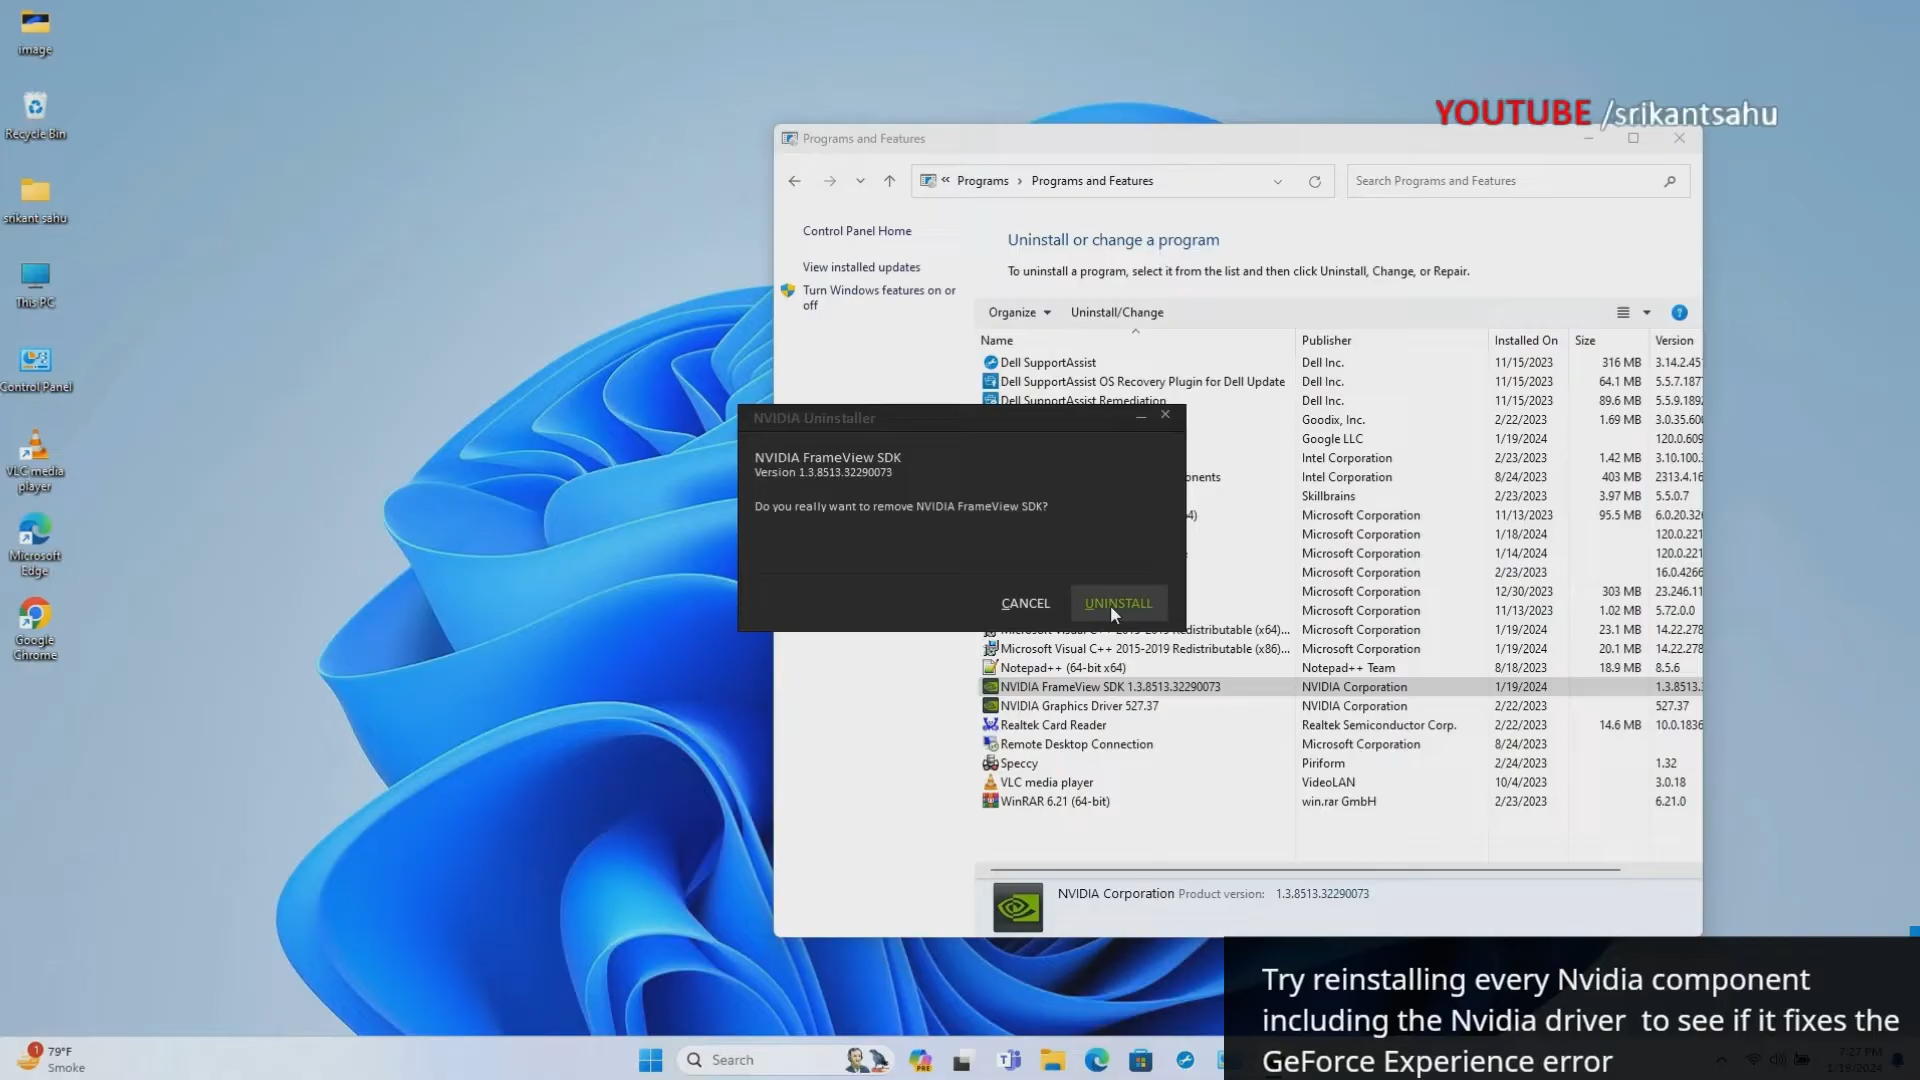 image
Recycle Bin
srikant sahu
This PC
Control Panel
VLC media
player
Microsoft
Edge
Google
Chrome
YOUTUBE /srikantsahu
Programs and Features
« Programs › Programs and Features
Search Programs and Features
Control Panel Home
View installed updates
Turn Windows features on or
off
Uninstall or change a program
To uninstall a program, select it from the list and then click Uninstall, Change, or Repair.
Organize Uninstall/Change
Name Publisher Installed On Size Version
Dell SupportAssist Dell Inc. 11/15/2023 316 MB 3.14.2.45
Dell SupportAssist OS Recovery Plugin for Dell Update Dell Inc. 11/15/2023 64.1 MB 5.5.7.187
Dell SupportAssist Remediation Dell Inc. 11/15/2023 89.6 MB 5.5.9.189
Goodix, Inc. 2/22/2023 1.69 MB 3.0.35.60
Google LLC 1/19/2024 120.0.609
Intel Corporation 2/23/2023 1.42 MB 3.10.100.
onents Intel Corporation 8/24/2023 403 MB 2313.4.16
Skillbrains 2/23/2023 3.97 MB 5.5.0.7
4) Microsoft Corporation 11/13/2023 95.5 MB 6.0.20.32
Microsoft Corporation 1/18/2024 120.0.221
Microsoft Corporation 1/14/2024 120.0.221
Microsoft Corporation 2/23/2023 16.0.4266
Microsoft Corporation 12/30/2023 303 MB 23.246.11
Microsoft Corporation 11/13/2023 1.02 MB 5.72.0.0
Microsoft Visual C++ 2015-2019 Redistributable (x64)... Microsoft Corporation 1/19/2024 23.1 MB 14.22.278
Microsoft Visual C++ 2015-2019 Redistributable (x86)... Microsoft Corporation 1/19/2024 20.1 MB 14.22.278
Notepad++ (64-bit x64) Notepad++ Team 8/18/2023 18.9 MB 8.5.6
NVIDIA FrameView SDK 1.3.8513.32290073 NVIDIA Corporation 1/19/2024 1.3.8513.
NVIDIA Graphics Driver 527.37 NVIDIA Corporation 2/22/2023 527.37
Realtek Card Reader Realtek Semiconductor Corp. 2/22/2023 14.6 MB 10.0.1836
Remote Desktop Connection Microsoft Corporation 8/24/2023
Speccy Piriform 2/24/2023 1.32
VLC media player VideoLAN 10/4/2023 3.0.18
WinRAR 6.21 (64-bit) win.rar GmbH 2/23/2023 6.21.0
NVIDIA Corporation Product version: 1.3.8513.32290073
NVIDIA Uninstaller
NVIDIA FrameView SDK
Version 1.3.8513.32290073
Do you really want to remove NVIDIA FrameView SDK?
CANCEL UNINSTALL
Try reinstalling every Nvidia component
including the Nvidia driver to see if it fixes the
GeForce Experience error
1
79°F
Smoke
Search
PRE
7:27 PM
1/19/2024